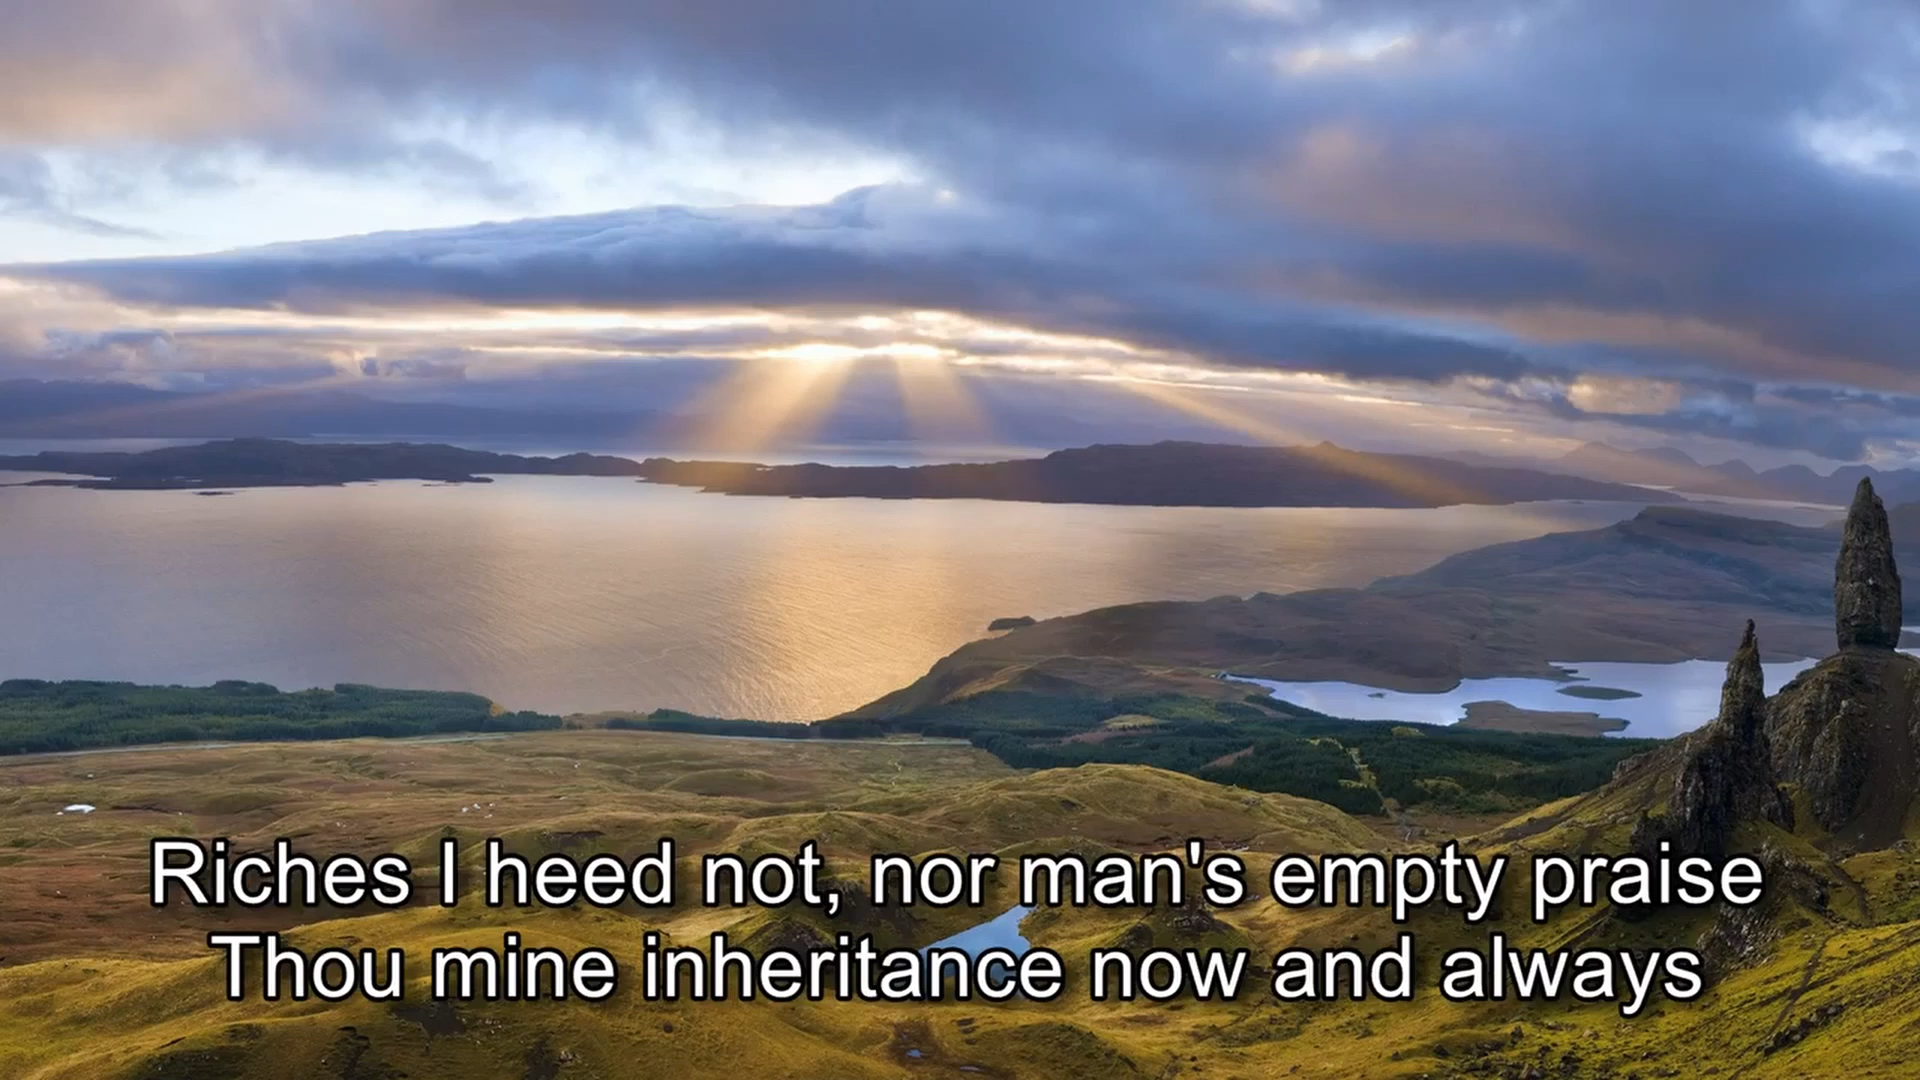 Riches I heed not, nor man's empty praise
Thou mine inheritance now and always